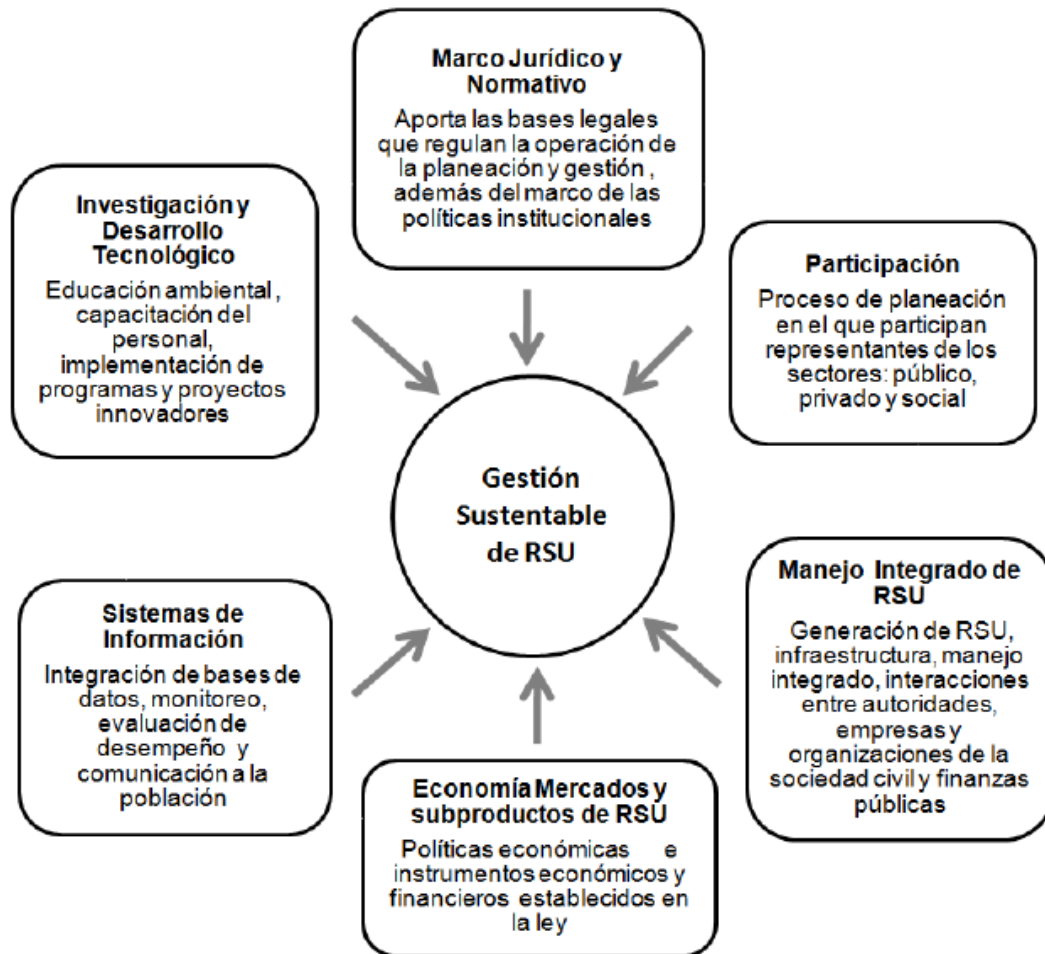 Marco Jurídico y
Normativo
Aporta las bases legales
que regulan la operación de
la planeación y gestión ,
además del marco de las
políticas institucionales
Investigación y
Desarrollo
Tecnológico
Educación ambiental ,
capacitación del
personal,
implementación de
programas y proyectos
innovadores
Participación
Proceso de planeación
en el que participan
representantes de los
sectores: público,
privado y social
Gestión
Sustentable
de RSU
Sistemas de
Información
Integración de bases de
datos, monitoreo,
evaluación de
desempeño y
comunicación a la
población
Manejo Integrado de
RSU
Generación de RSU,
infraestructura, manejo
integrado, interacciones
entre autoridades,
empresas y
organizaciones de la
sociedad civil y finanzas
públicas
Economía Mercados y
subproductos de RSU
Políticas económicas e
instrumentos económicos y
financieros establecidos en
la ley